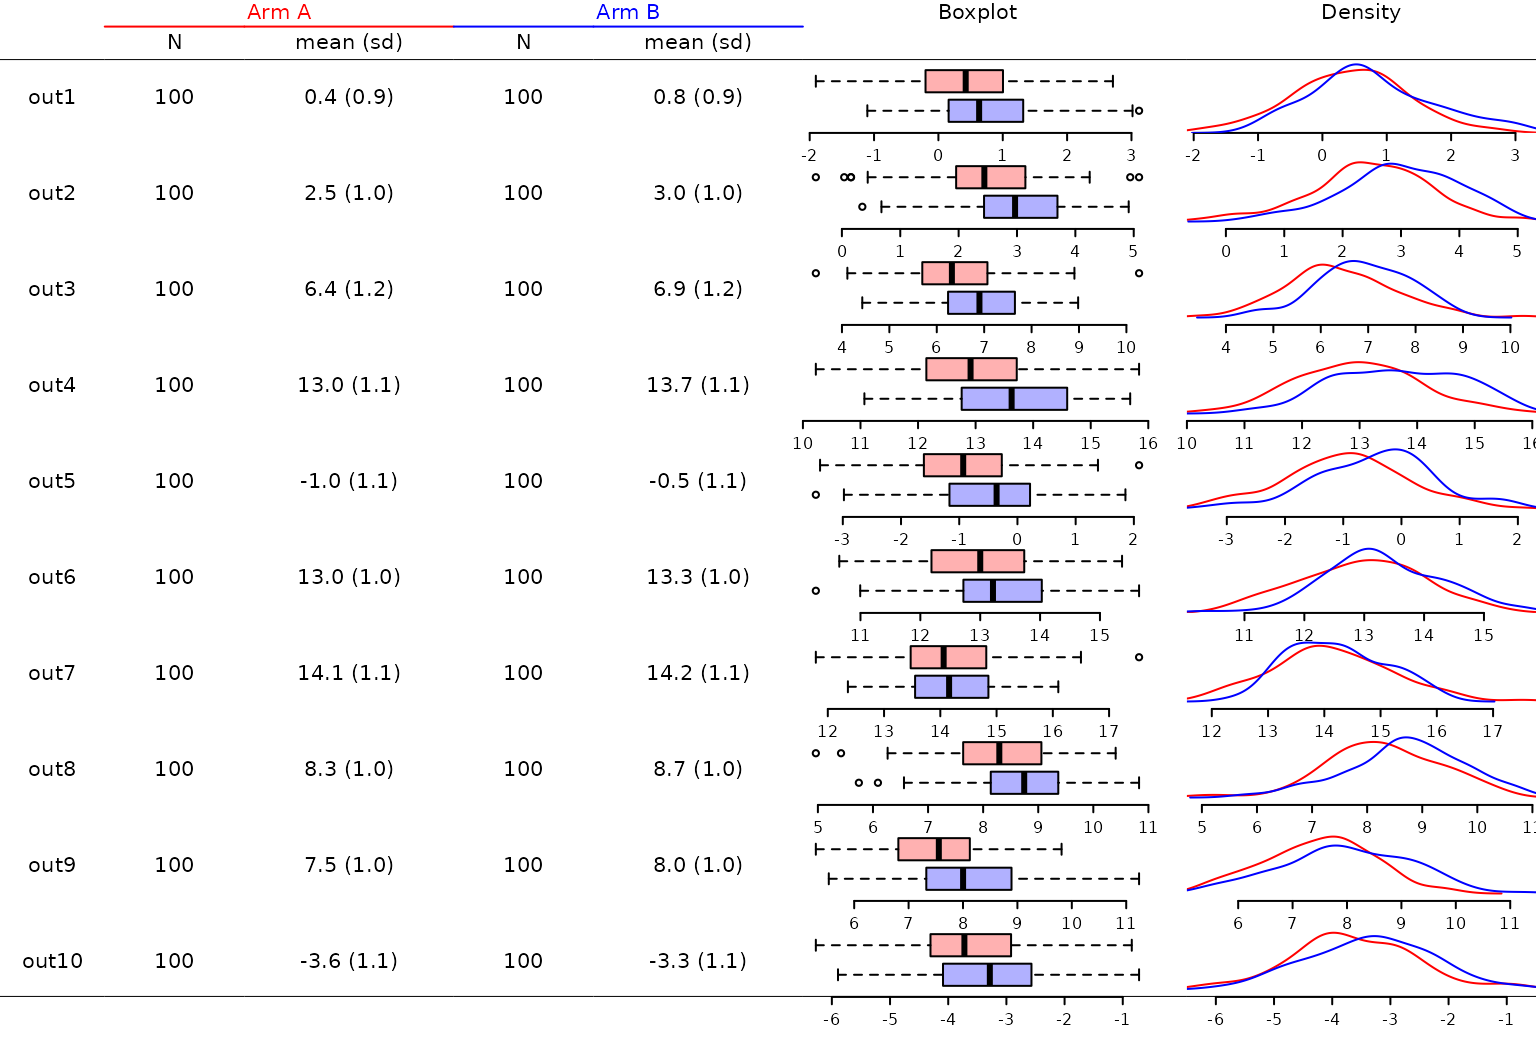 Arm A Arm B Boxplot Density
N mean (sd) N mean (sd)
out1 100 0.4 (0.9) 100 0.8 (0.9)
-2 -1 0 1 2 3 -2 -1 0 1 2 3
out2 100 2.5 (1.0) 100 3.0 (1.0)
0 1 2 3 4 5 0 1 2 3 4 5
out3 100 6.4 (1.2) 100 6.9 (1.2)
4 5 6 7 8 9 10 4 5 6 7 8 9 10
out4 100 13.0 (1.1) 100 13.7 (1.1)
10 11 12 13 14 15 16 10 11 12 13 14 15 16
out5 100 -1.0 (1.1) 100 -0.5 (1.1)
-3 -2 -1 0 1 2 -3 -2 -1 0 1 2
out6 100 13.0 (1.0) 100 13.3 (1.0)
11 12 13 14 15 11 12 13 14 15
out7 100 14.1 (1.1) 100 14.2 (1.1)
12 13 14 15 16 17 12 13 14 15 16 17
out8 100 8.3 (1.0) 100 8.7 (1.0)
5 6 7 8 9 10 11 5 6 7 8 9 10 11
out9 100 7.5 (1.0) 100 8.0 (1.0)
6 7 8 9 10 11 6 7 8 9 10 11
out10 100 -3.6 (1.1) 100 -3.3 (1.1)
-6 -5 -4 -3 -2 -1 -6 -5 -4 -3 -2 -1